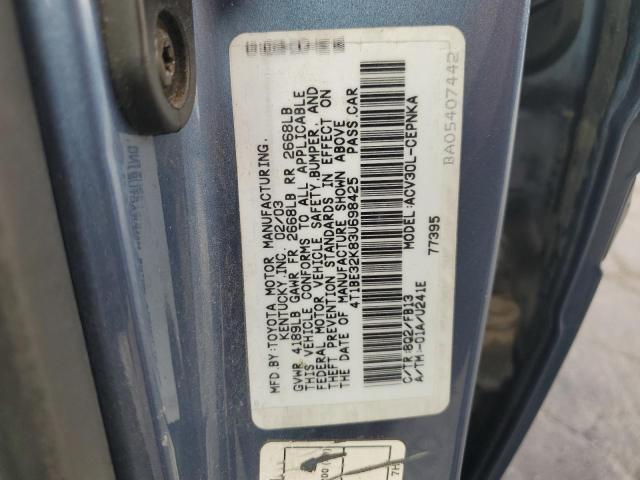 MFD.BY:TOYOTA MOTOR MANUFACTURING.
KENTUCKY.INC. 02/03
GVWR 4189LB GAWR FR 2668LB RR 2668LB
THIS VEHICLE CONFORMS TO ALL APPLICABLE
FEDERAL MOTOR VEHICLE SAFETY,BUMPER, AND
THEFT PREVENTION STANDARDS IN EFFECT ON
THE DATE OF MANUFACTURE SHOWN ABOVE
4T1BE32K83U698425 PASS.CAR
C/TR:8Q2/FB13 MODEL:ACV30L-CEPNKA
A/TM:-01A/U241E 77395
BA05407442